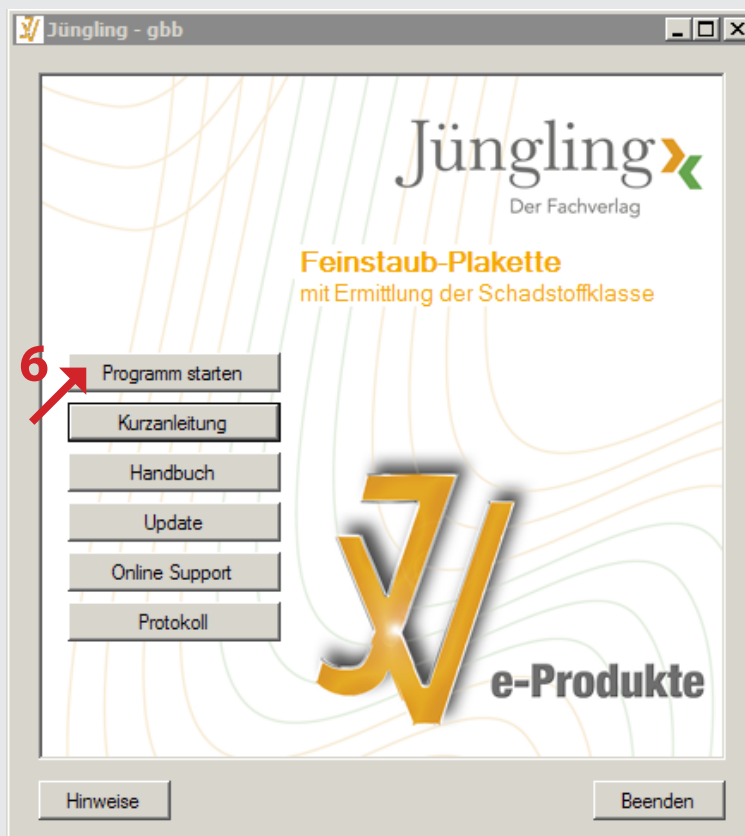 Jüngling - gbb
Jüngling
Der Fachverlag
Feinstaub-Plakette
mit Ermittlung der Schadstoffklasse
6
Programm starten
Kurzanleitung
Handbuch
Update
Online Support
Protokoll
JV
e-Produkte
Hinweise
Beenden